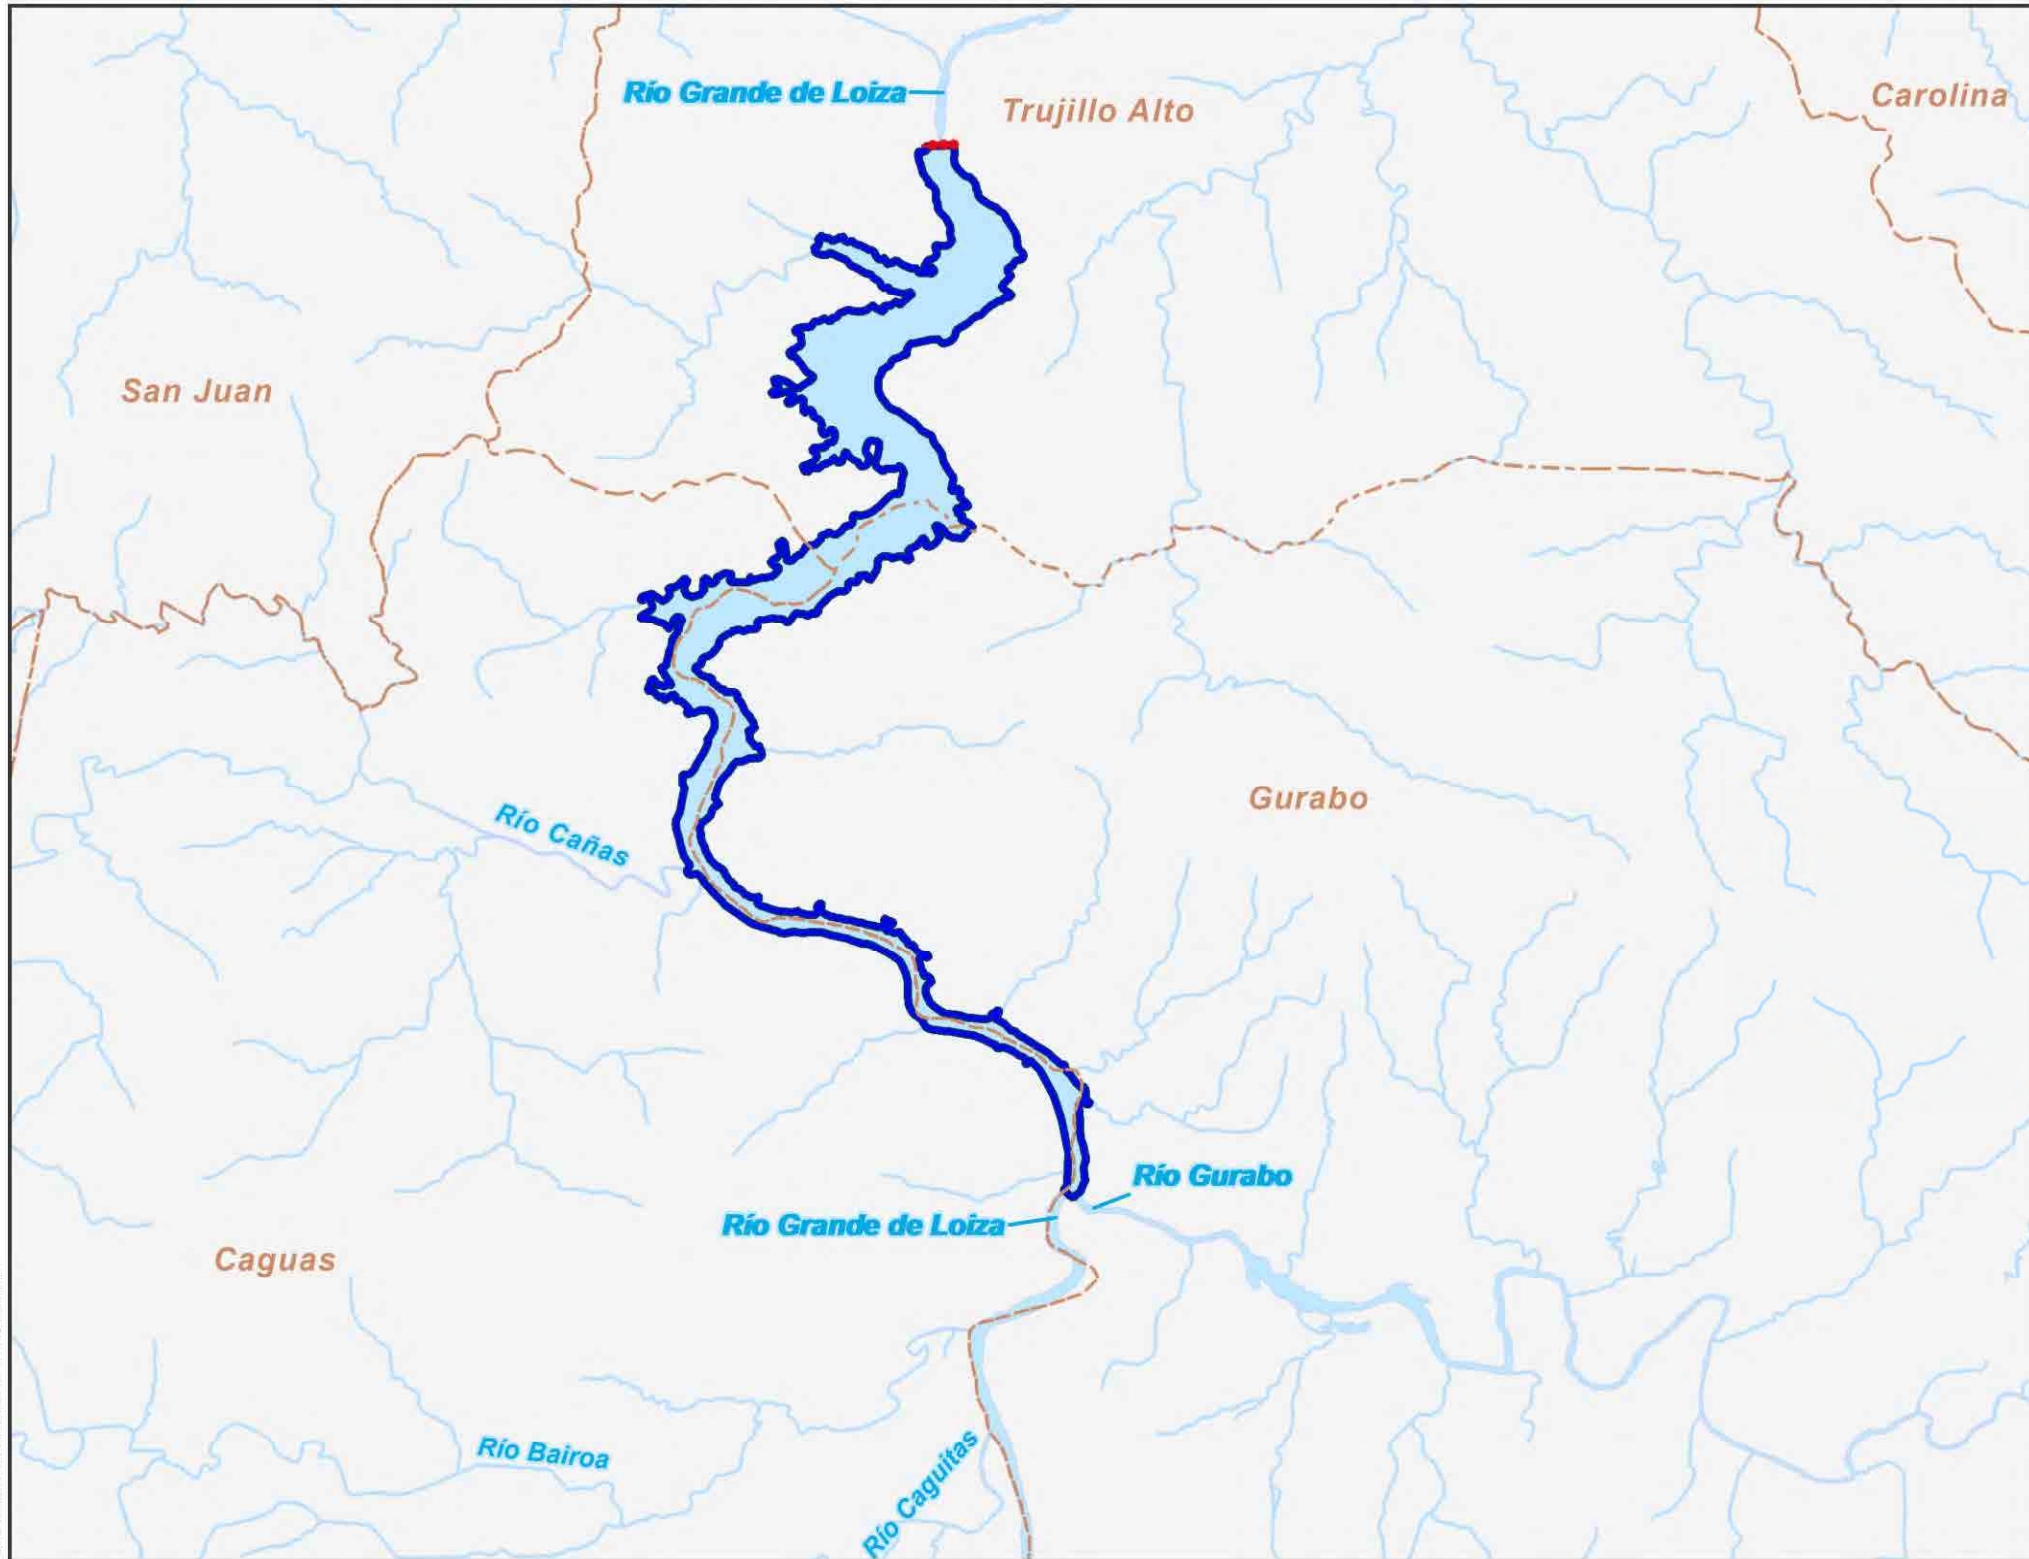 Río Grande de Loiza
Trujillo Alto
Carolina
San Juan
Gurabo
Río Cañas
Río Gurabo
Río Grande de Loiza
Caguas
Río Bairoa
Río Caguitas